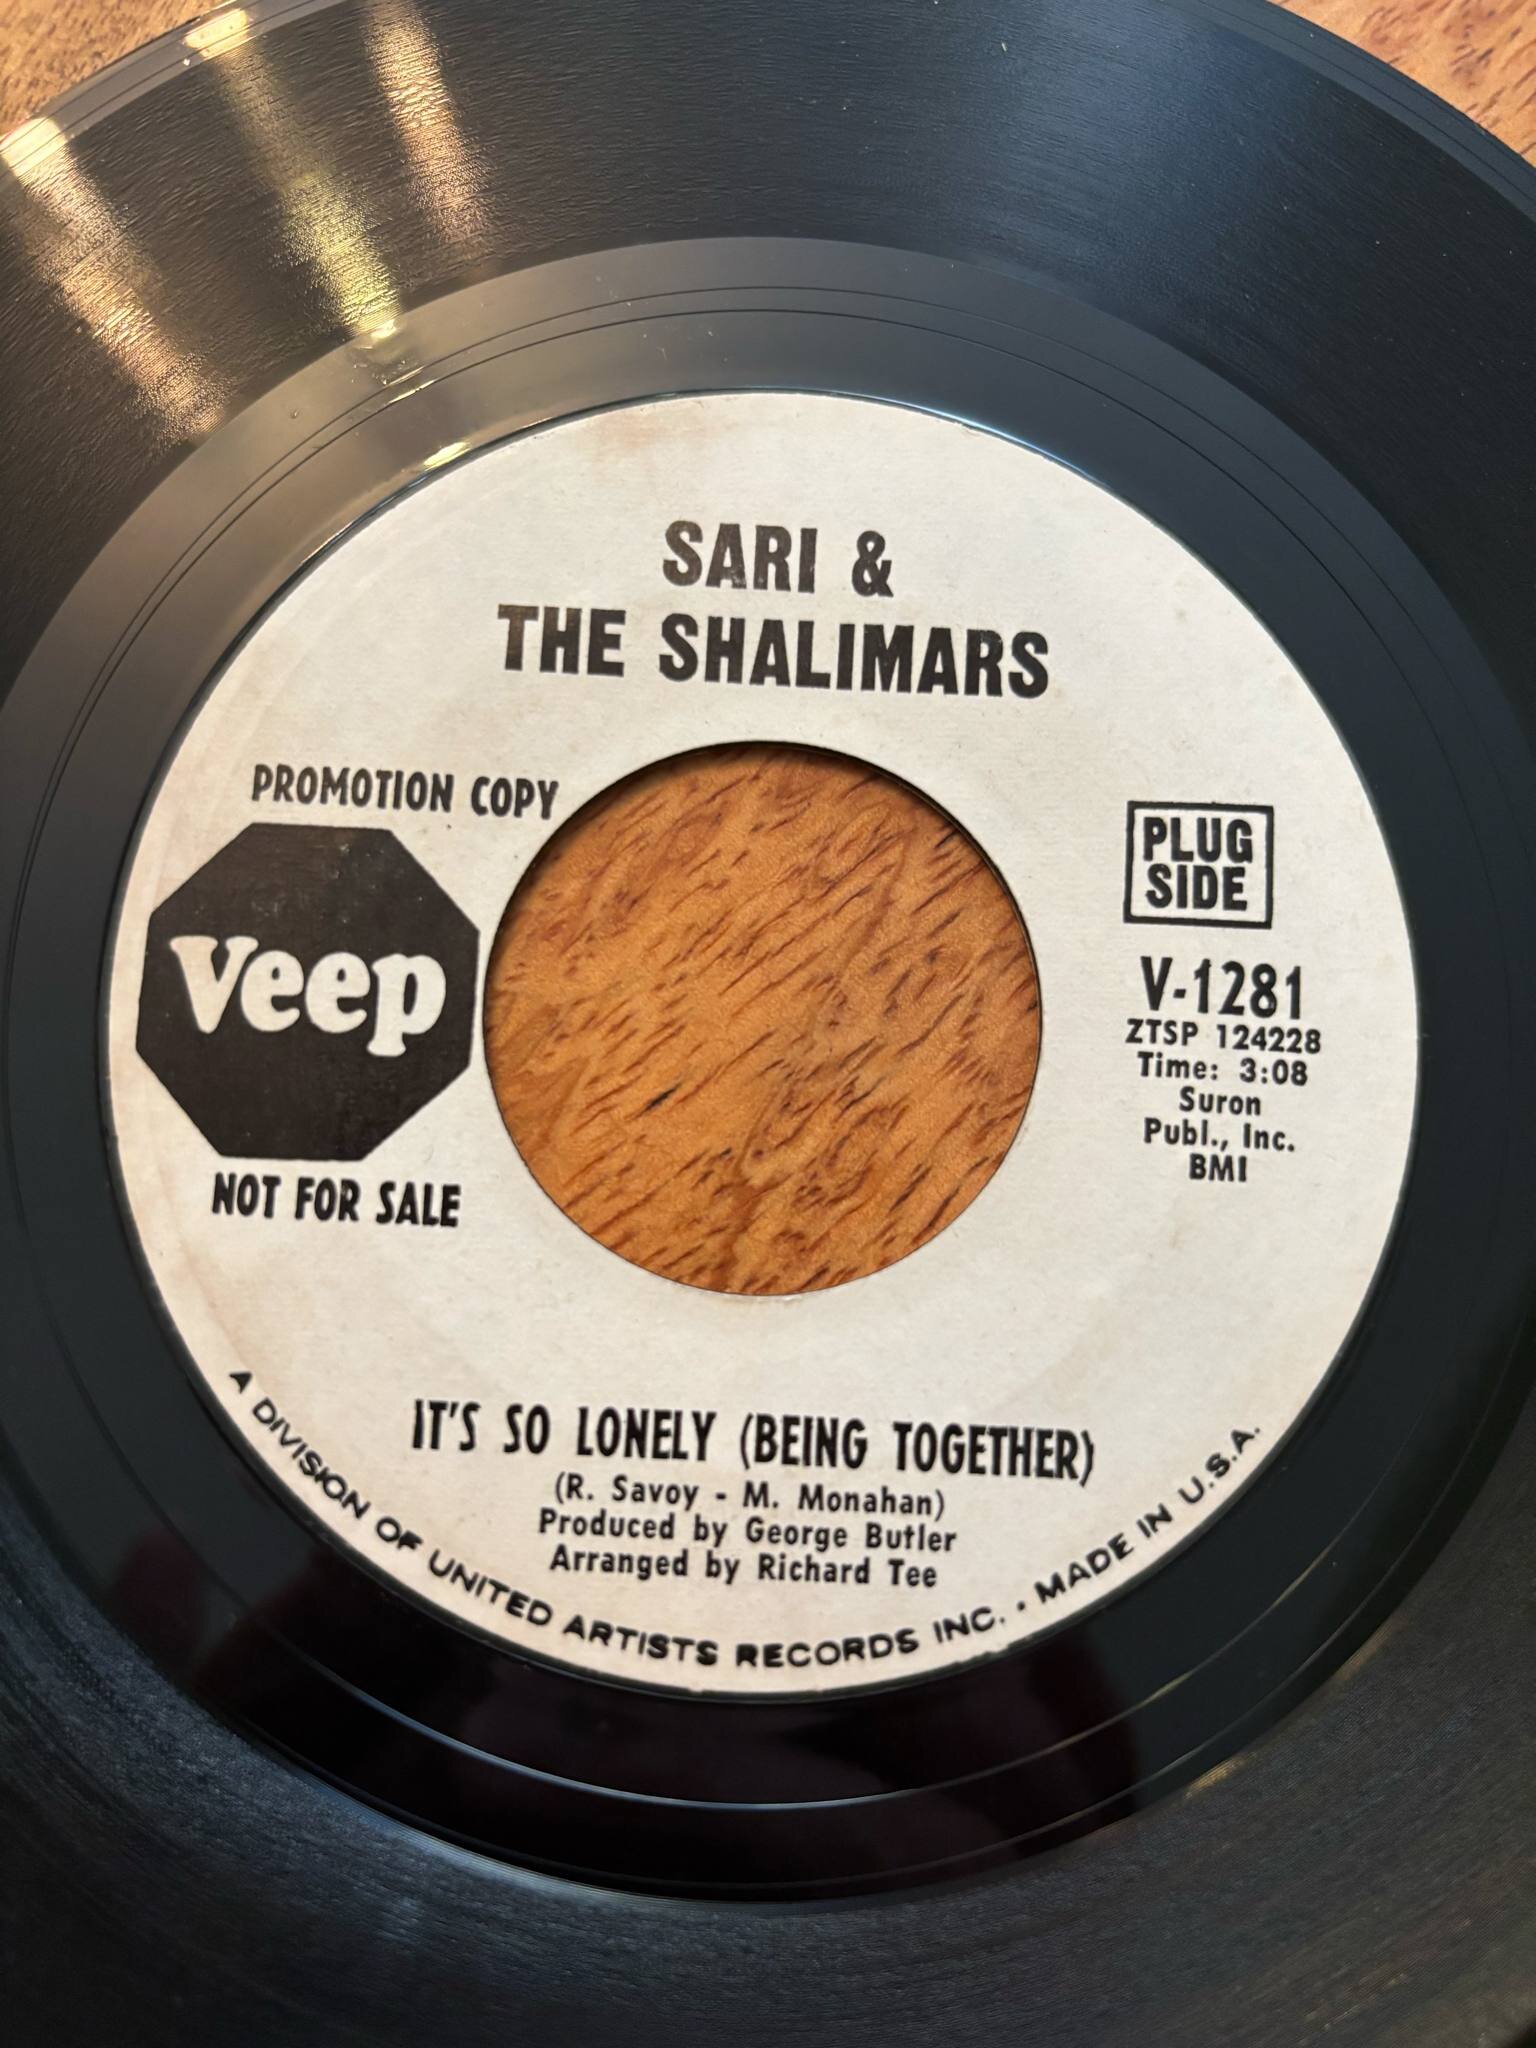 SARI &
THE SHALIMARS
PROMOTION COPY
veep
NOT FOR SALE
PLUG
SIDE
V-1281
ZTSP 124228
Time: 3:08
Suron
Publ., Inc.
BMI
IT'S SO LONELY (BEING TOGETHER)
(R. Savoy - M. Monahan)
Produced by George Butler
Arranged by Richard Tee
A DIVISION OF UNITED ARTISTS RECORDS INC. • MADE IN U.S.A.